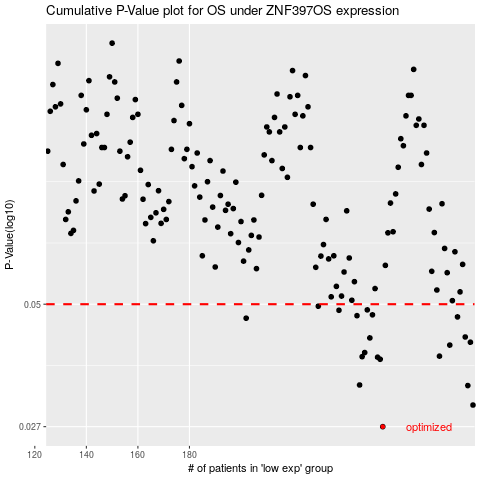 Cumulative P-Value plot for OS under ZNF397OS expression
P-Value(log10)
0.05
0.027
optimized
120 140 160 180
# of patients in 'low exp' group